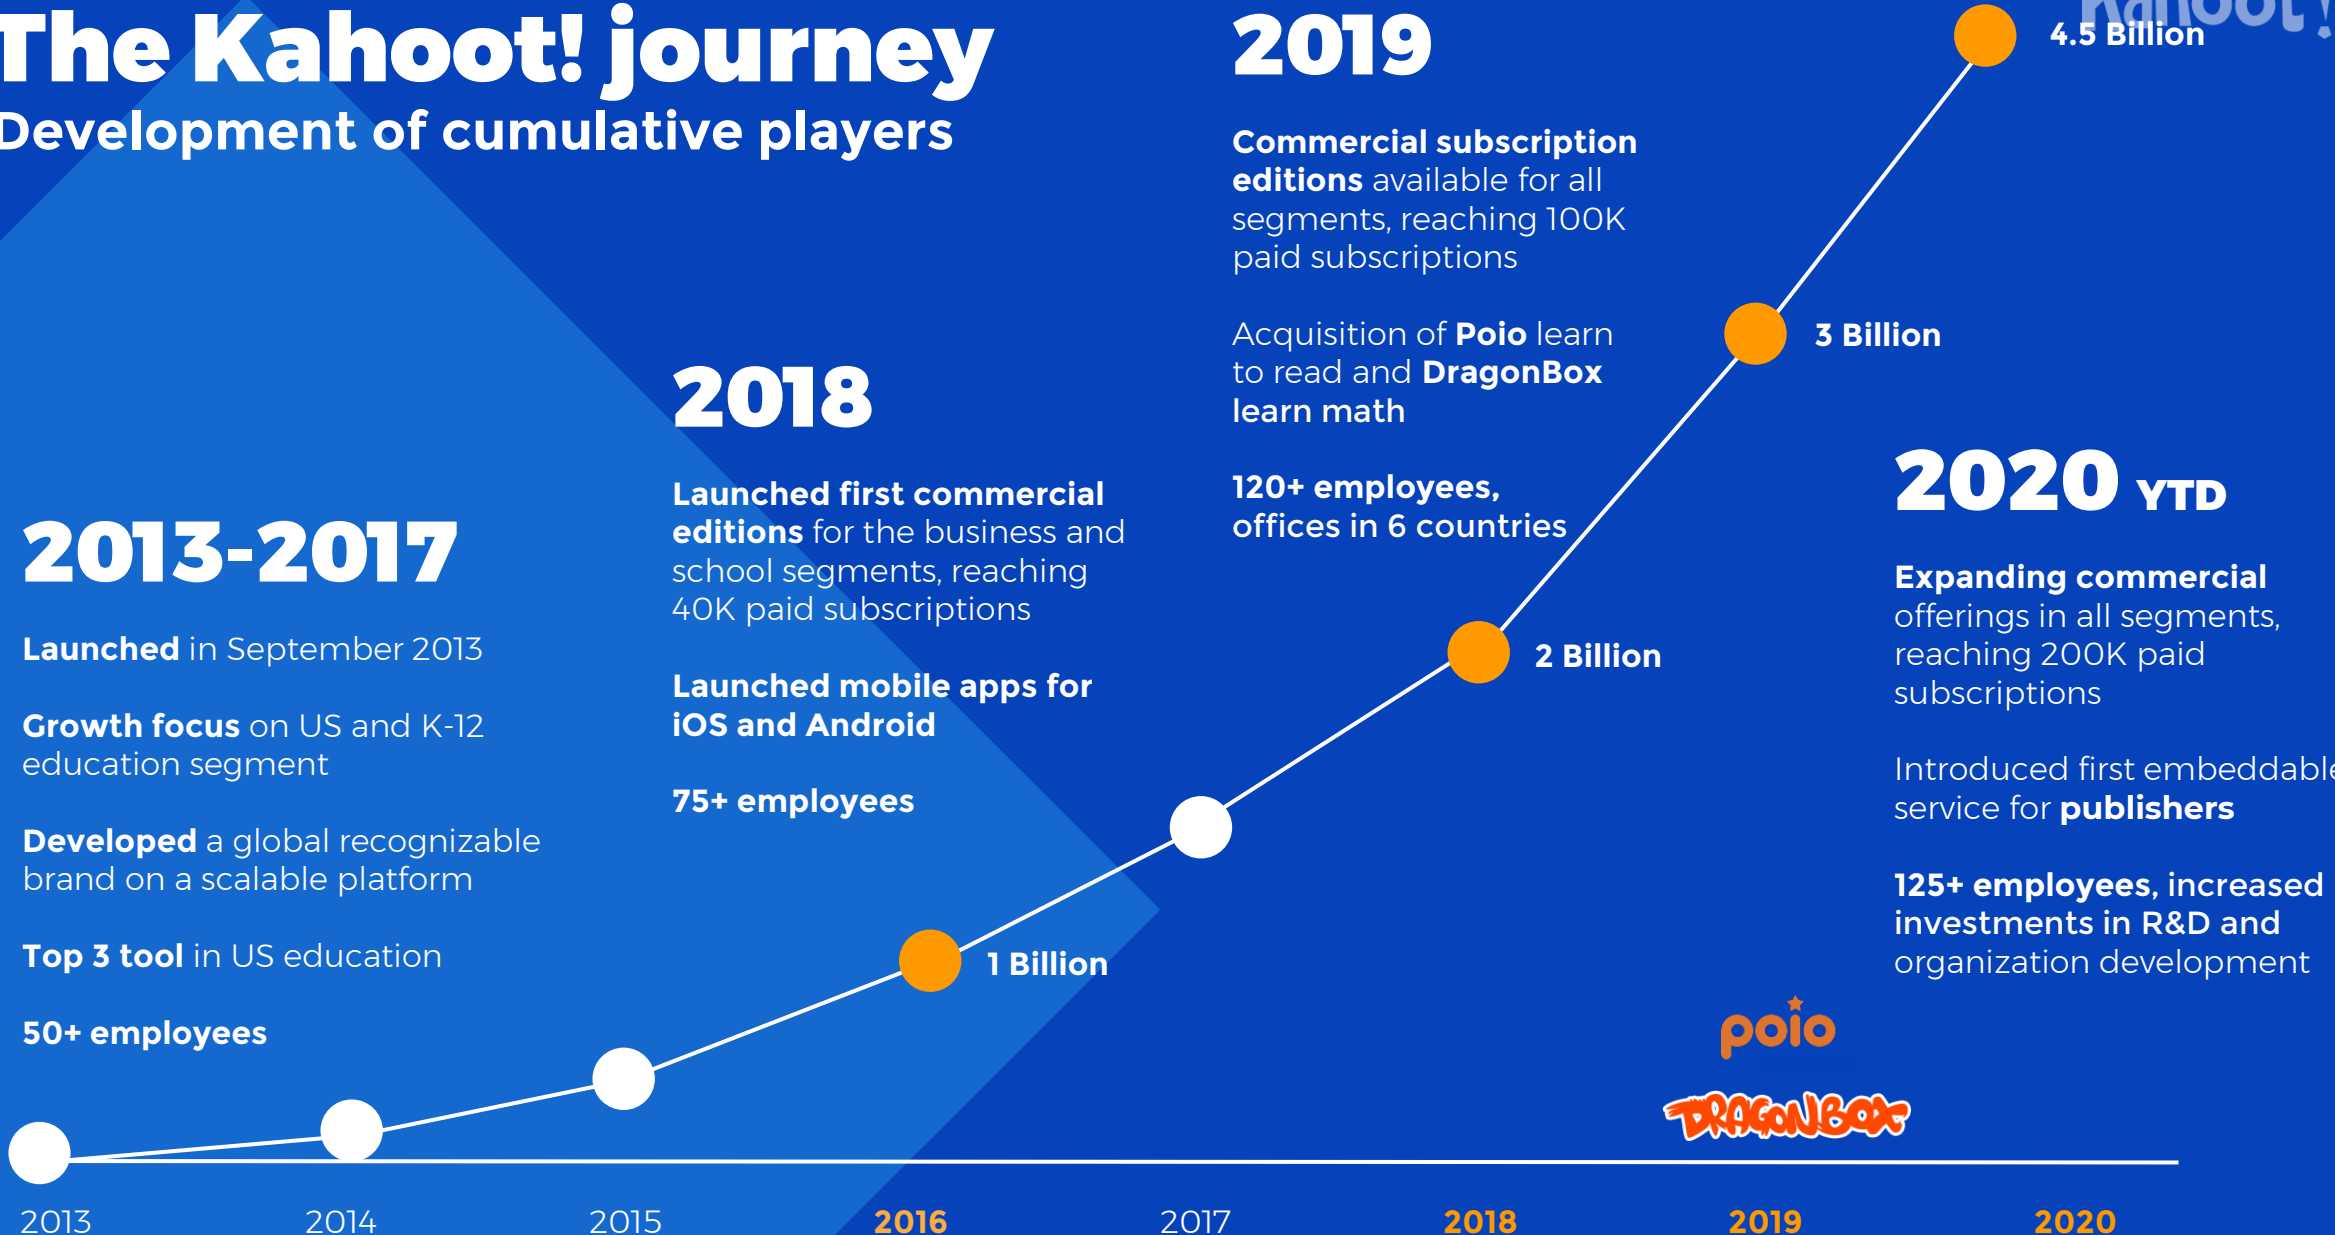 The Kahoot! journey
Development of cumulative players
Kahoot!
2013-2017
Launched in September 2013
Growth focus on US and K-12
education segment
Developed a global recognizable
brand on a scalable platform
Top 3 tool in US education
50+ employees
2018
Launched first commercial
editions for the business and
school segments, reaching
40K paid subscriptions
Launched mobile apps for
iOS and Android
75+ employees
2019
Commercial subscription
editions available for all
segments, reaching 100K
paid subscriptions
Acquisition of Poio learn
to read and DragonBox
learn math
120+ employees,
offices in 6 countries
2020 YTD
Expanding commercial
offerings in all segments,
reaching 200K paid
subscriptions
Introduced first embeddable
service for publishers
125+ employees, increased
investments in R&D and
organization development
1 Billion
2 Billion
3 Billion
4.5 Billion
poio
DRAGONBOX
2013
2014
2015
2016
2017
2018
2019
2020